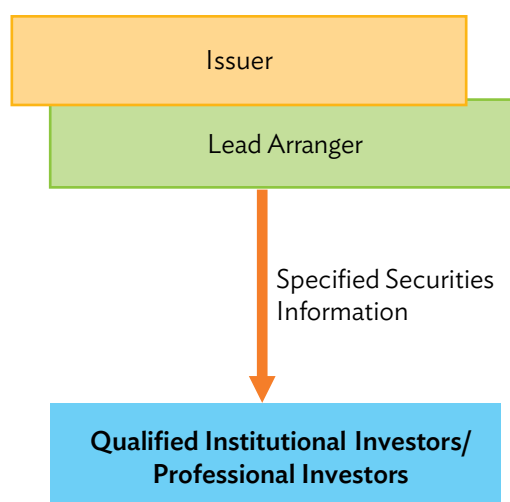 Issuer
Lead Arranger
Specified Securities
Information
Qualified Institutional Investors/
Professional Investors